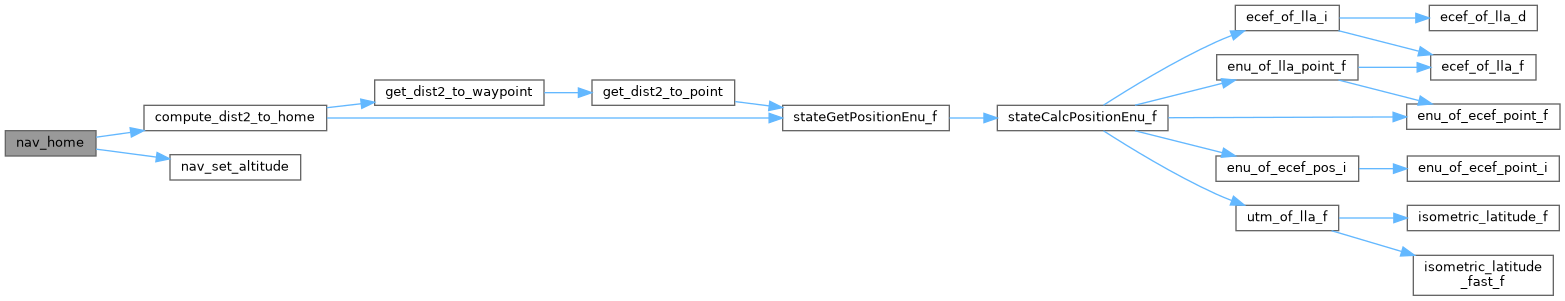 nav_home
compute_dist2_to_home
nav_set_altitude
get_dist2_to_waypoint
get_dist2_to_point
stateGetPositionEnu_f
stateCalcPositionEnu_f
ecef_of_lla_i
enu_of_lla_point_f
enu_of_ecef_pos_i
utm_of_lla_f
ecef_of_lla_d
ecef_of_lla_f
enu_of_ecef_point_f
enu_of_ecef_point_i
isometric_latitude_f
isometric_latitude
_fast_f